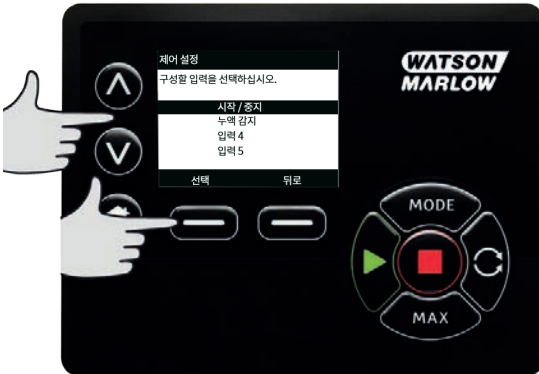 제어 설정
구성할 입력을 선택하십시오.
시작 / 중지
누액 감지
입력 4
입력 5
선택 뒤로
WATSON
MARLOW
MODE
MAX